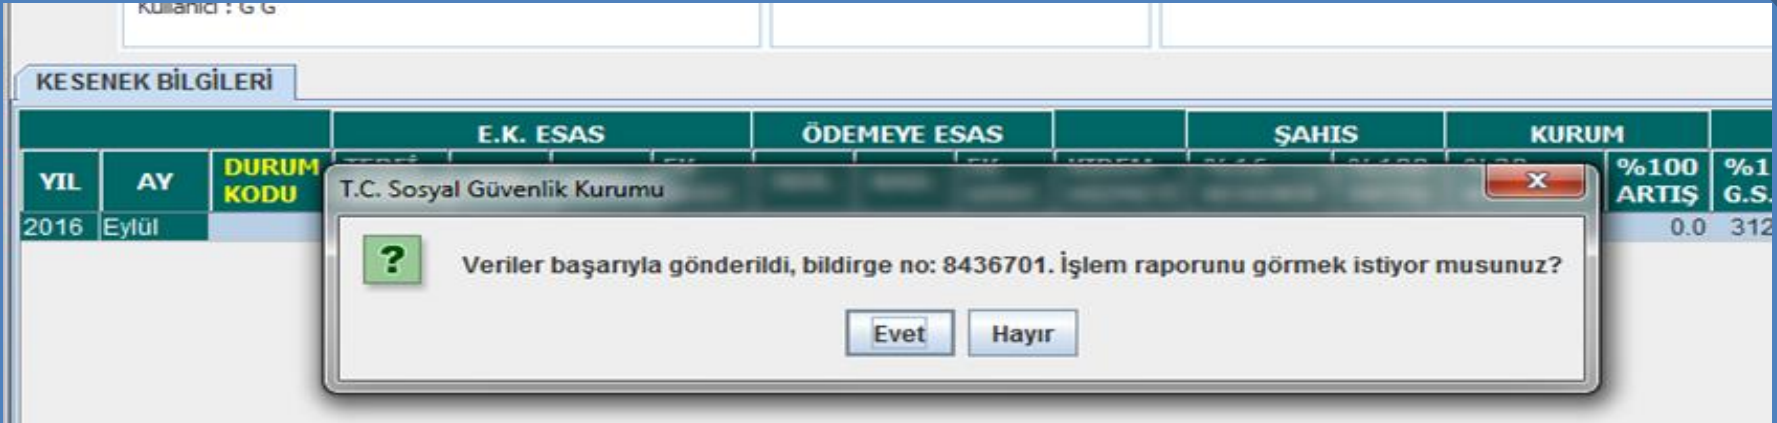 Kullanıcı : G G
KESENEK BİLGİLERİ
E.K. ESAS ÖDEMEYE ESAS ŞAHIS KURUM
YIL AY DURUM KODU %100 ARTIŞ
T.C. Sosyal Güvenlik Kurumu
2016 Eylül 0.0 312
? Veriler başarıyla gönderildi, bildirge no: 8436701. İşlem raporunu görmek istiyor musunuz?
Evet Hayır